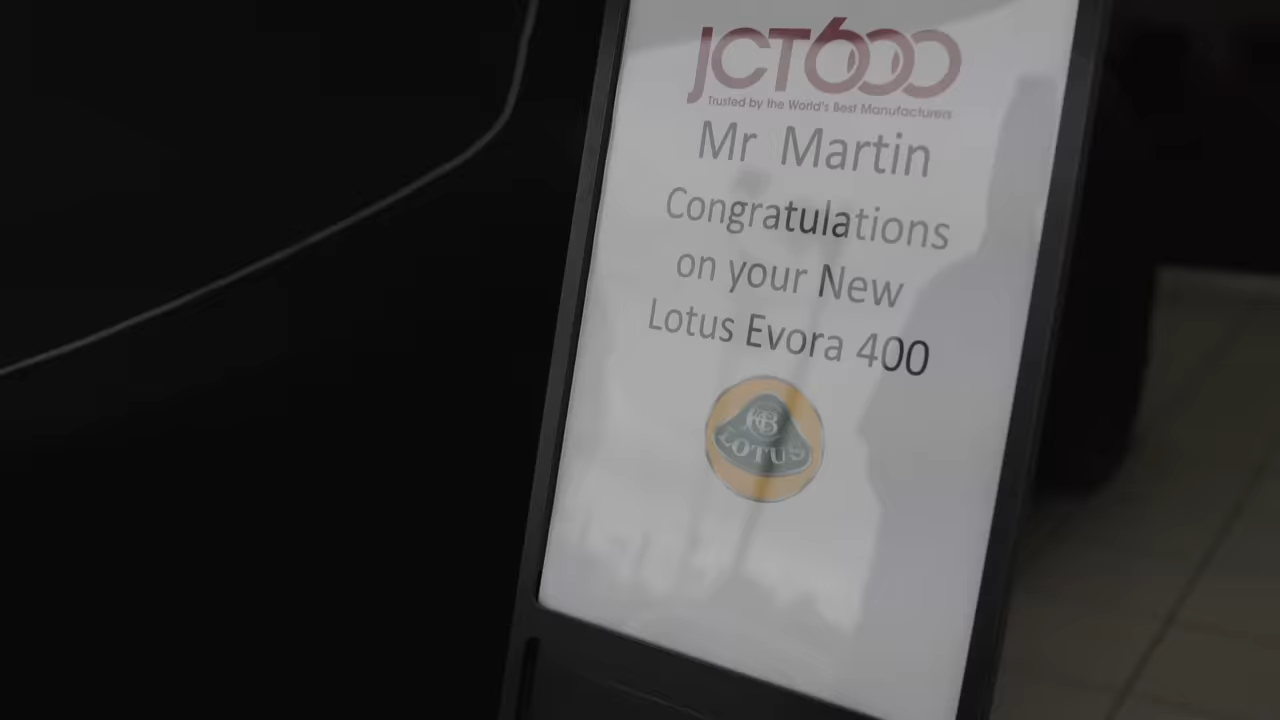 JCT600
Trusted by the World's Best Manufacturers
Mr Martin
Congratulations
on your New
Lotus Evora 400
LOTUS